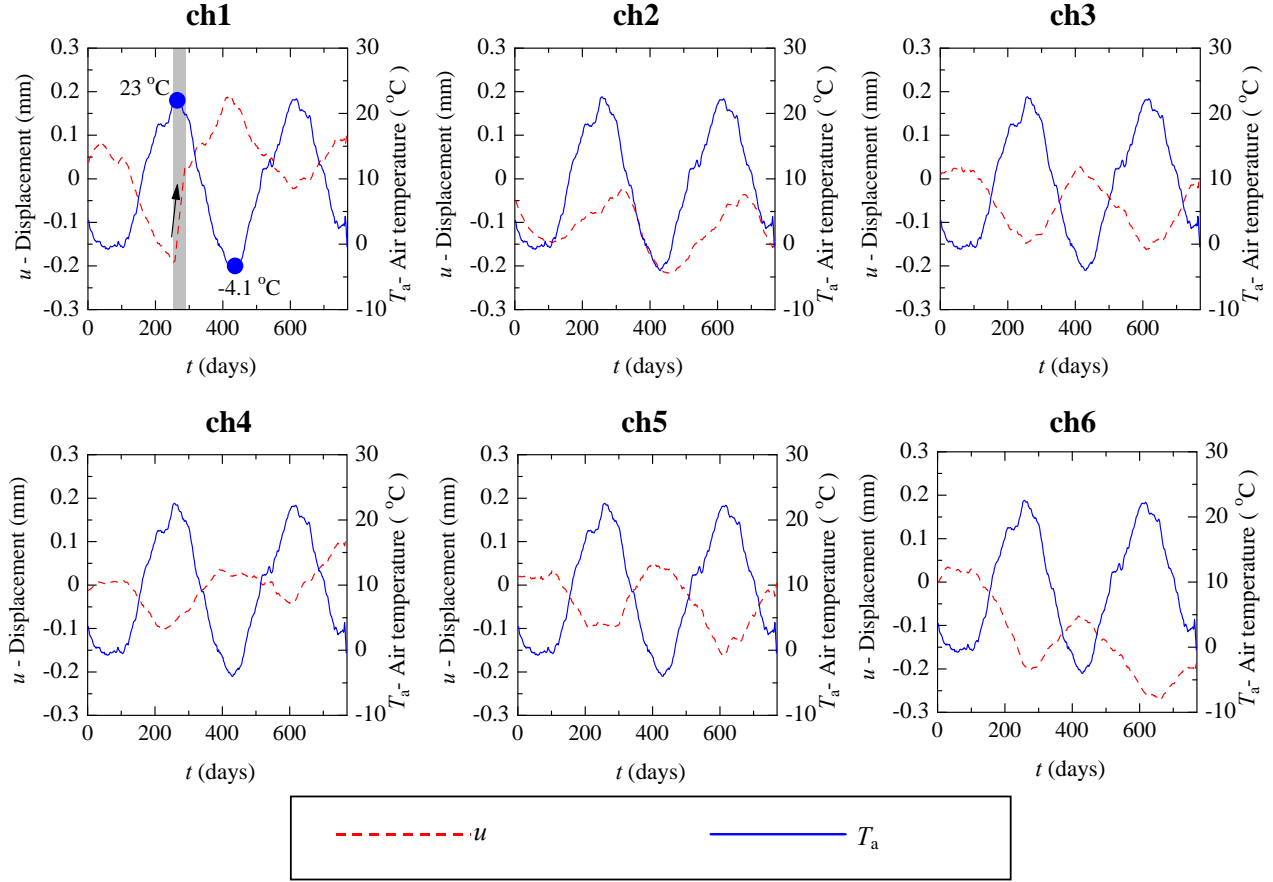 ch1
ch2
ch3
0.3
0.2
0.1
0
-0.1
-0.2
-0.3
30
20
10
0
-10
0 200 400 600
23 °C
-4.1 °C
u - Displacement (mm)
Tₐ- Air temperature ( °C )
t (days)
0.3
0.2
0.1
0
-0.1
-0.2
-0.3
30
20
10
0
-10
0 200 400 600
u - Displacement (mm)
Tₐ- Air temperature ( °C )
t (days)
0.3
0.2
0.1
0
-0.1
-0.2
-0.3
30
20
10
0
-10
0 200 400 600
u - Displacement (mm)
Tₐ- Air temperature ( °C )
t (days)
ch4
ch5
ch6
0.3
0.2
0.1
0
-0.1
-0.2
-0.3
30
20
10
0
-10
0 200 400 600
u - Displacement (mm)
Tₐ- Air temperature ( °C )
t (days)
0.3
0.2
0.1
0
-0.1
-0.2
-0.3
30
20
10
0
-10
0 200 400 600
u - Displacement (mm)
Tₐ- Air temperature ( °C )
t (days)
0.3
0.2
0.1
0
-0.1
-0.2
-0.3
30
20
10
0
-10
0 200 400 600
u - Displacement (mm)
Tₐ- Air temperature ( °C )
t (days)
u
Tₐ